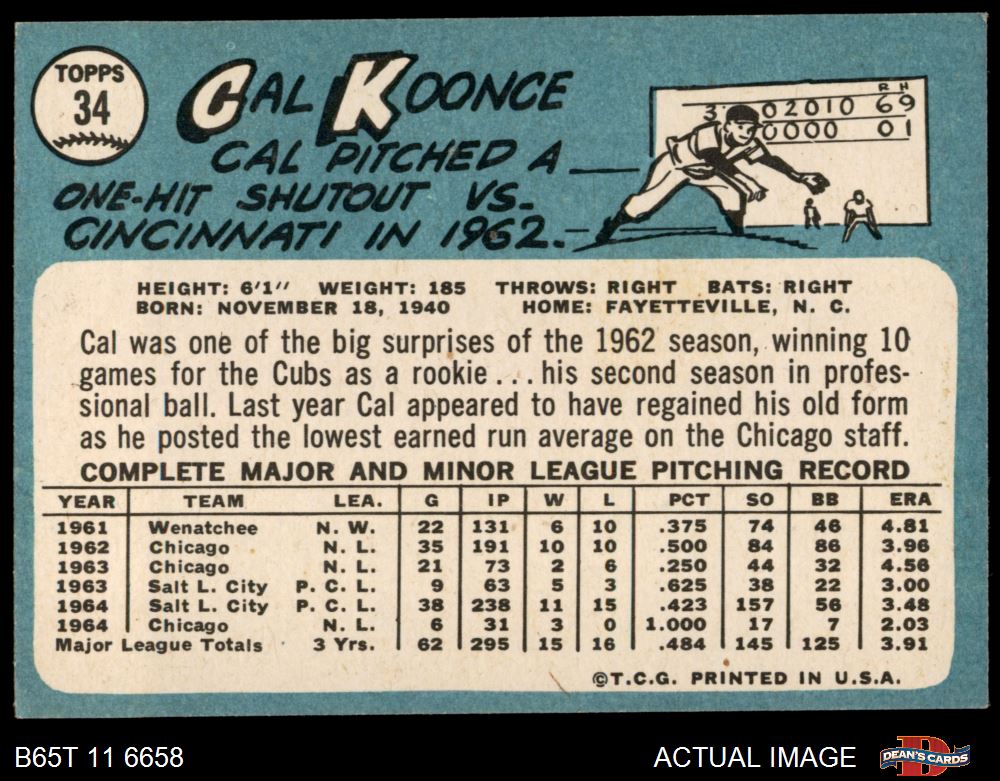 TOPPS
34
CAL KOONCE
CAL PITCHED A
ONE-HIT SHUTOUT VS.
CINCINNATI IN 1962.
R H
3 02010 69
0000 01
HEIGHT: 6'1" WEIGHT: 185 THROWS: RIGHT BATS: RIGHT
BORN: NOVEMBER 18, 1940 HOME: FAYETTEVILLE, N. C.
Cal was one of the big surprises of the 1962 season, winning 10
games for the Cubs as a rookie . . . his second season in profes-
sional ball. Last year Cal appeared to have regained his old form
as he posted the lowest earned run average on the Chicago staff.
COMPLETE MAJOR AND MINOR LEAGUE PITCHING RECORD
YEAR TEAM LEA. G IP W L PCT SO BB ERA
1961 Wenatchee N. W. 22 131 6 10 .375 74 46 4.81
1962 Chicago N. L. 35 191 10 10 .500 84 86 3.96
1963 Chicago N. L. 21 73 2 6 .250 44 32 4.56
1963 Salt L. City P. C. L. 9 63 5 3 .625 38 22 3.00
1964 Salt L. City P. C. L. 38 238 11 15 .423 157 56 3.48
1964 Chicago N. L. 6 31 3 0 1.000 17 7 2.03
Major League Totals 3 Yrs. 62 295 15 16 .484 145 125 3.91
©T.C.G. PRINTED IN U.S.A.
B65T 11 6658 ACTUAL IMAGE DEAN'S CARDS